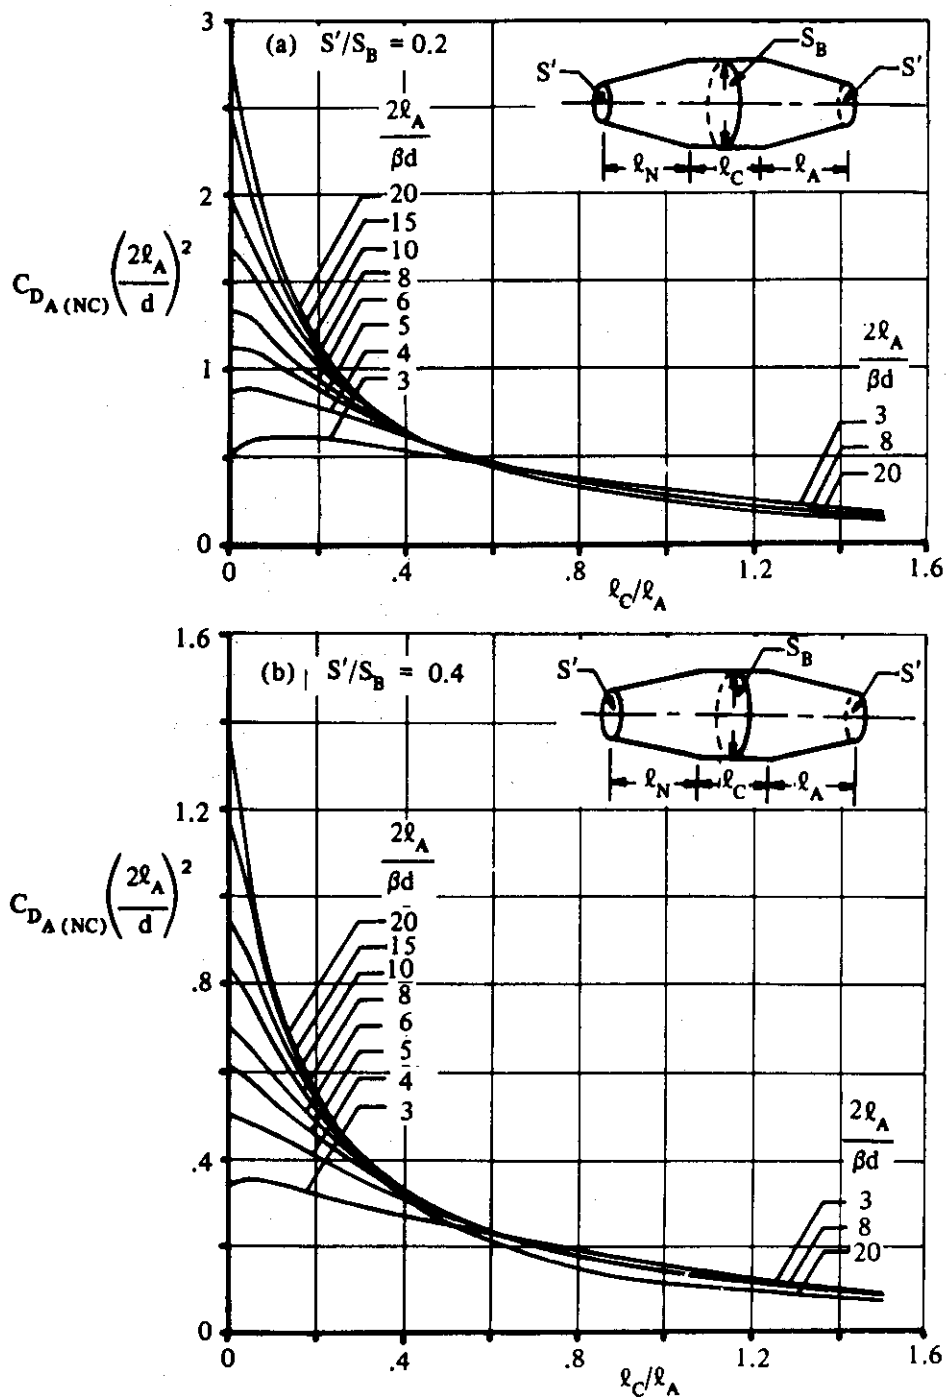 3
(a) S′/S_B = 0.2
S_B
S′
S′
2ℓ_A
βd
ℓ_N
ℓ_C
ℓ_A
2
20
15
10
8
6
5
4
3
C_D_A (NC) (2ℓ_A / d)²
2ℓ_A
βd
1
3
8
20
0
0
.4
.8
1.2
1.6
ℓ_C/ℓ_A
1.6
(b) S′/S_B = 0.4
S_B
S′
S′
ℓ_N
ℓ_C
ℓ_A
1.2
2ℓ_A
βd
C_D_A (NC) (2ℓ_A / d)²
20
15
10
8
6
5
4
3
.8
2ℓ_A
βd
.4
3
8
20
0
0
.4
.8
1.2
1.6
ℓ_C/ℓ_A